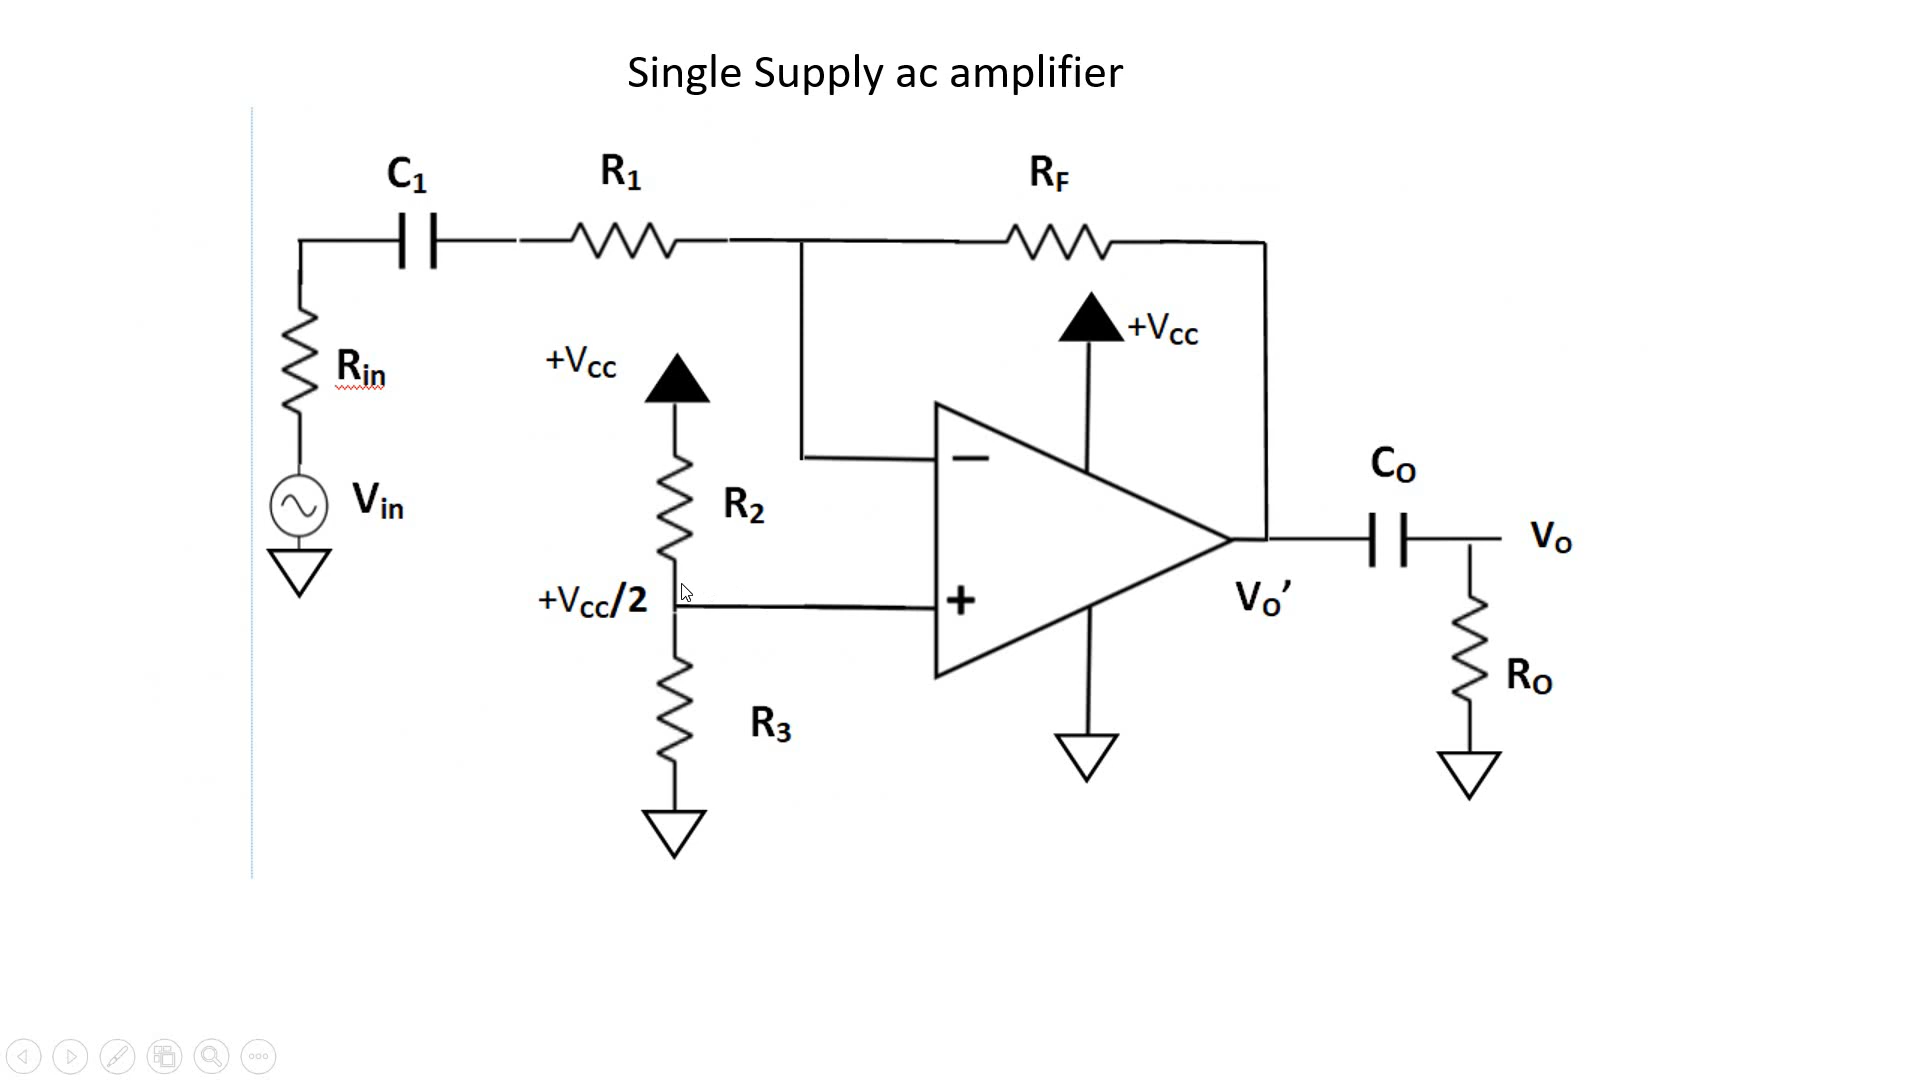 Single Supply ac amplifier
C1
R1
RF
+VCC
+VCC
Rin
Vin
R2
CO
VO
+VCC/2
VO’
R3
RO
−
+